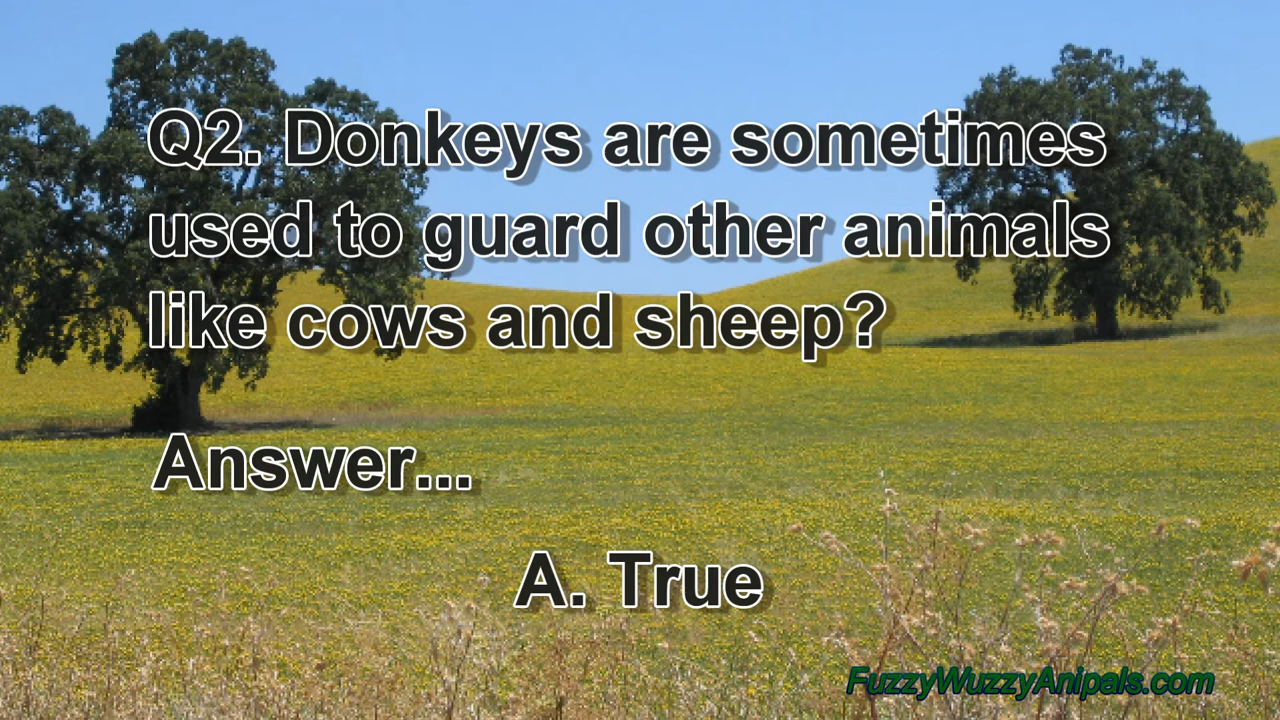 Q2. Donkeys are sometimes
used to guard other animals
like cows and sheep?
Answer...
A. True
FuzzyWuzzyAnipals.com